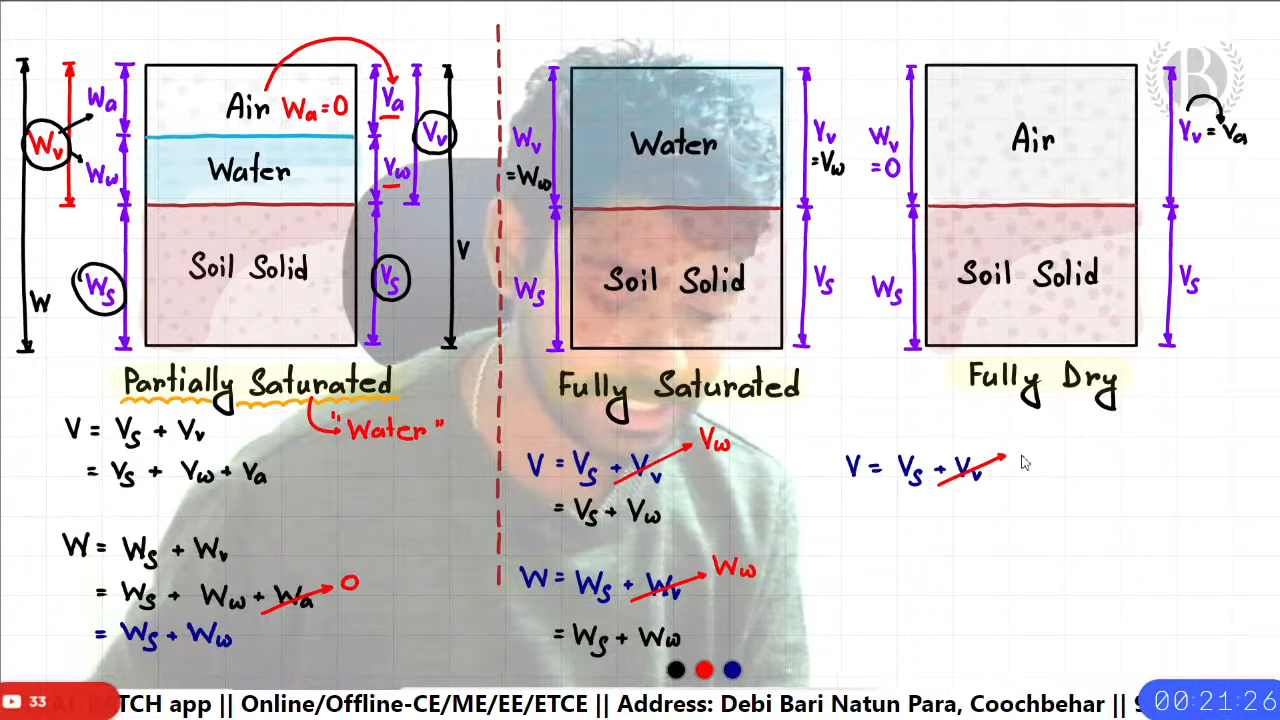 Wa
Wv
Ww
Ws
W
Air Wa=0
Water
Soil Solid
Va
Vw
Vv
Vs
V
Partially Saturated
"Water"
V = Vs + Vv
= Vs + Vw + Va
W = Ws + Wv
= Ws + Ww + Wa 0
= Ws + Ww
Wv
= Ww
Ws
Water
Soil Solid
Vv
= Vw
Vs
Fully Saturated
V = Vs + Vv Vw
= Vs + Vw
W = Ws + Wv Ww
= Ws + Ww
Wv
= 0
Ws
Air
Soil Solid
Vv = Va
Vs
Fully Dry
V = Vs + Vv
B
33
TCH app || Online/Offline-CE/ME/EE/ETCE || Address: Debi Bari Natun Para, Coochbehar ||
00:21:26